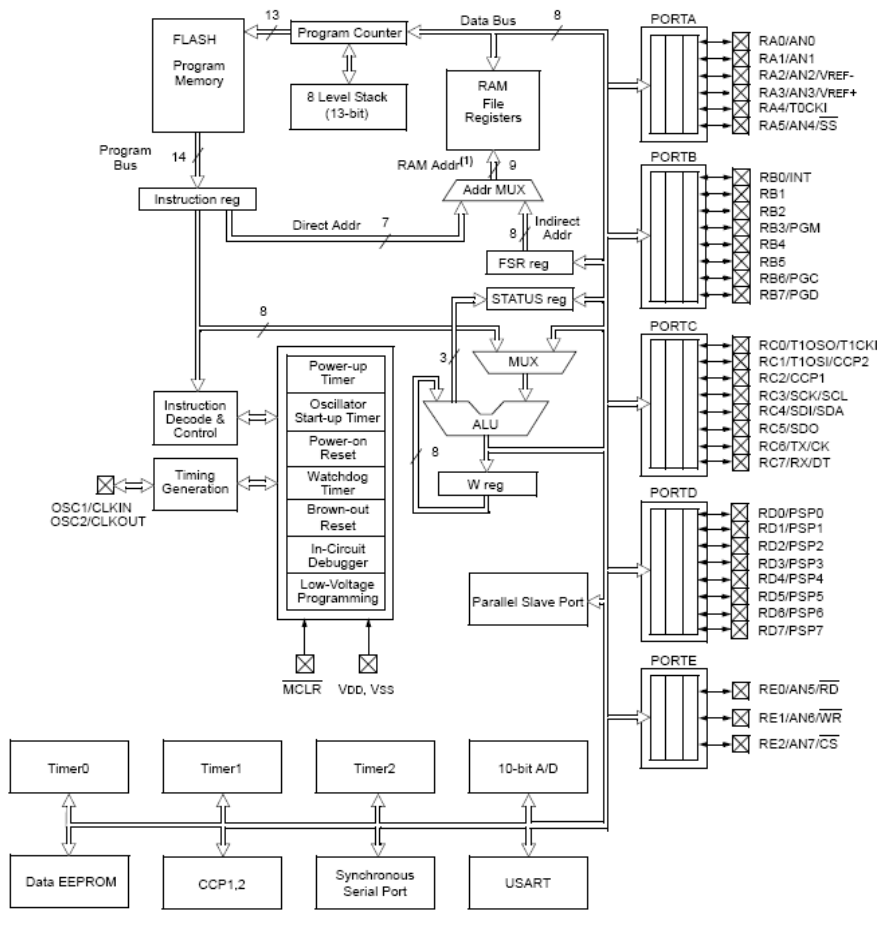 13
Data Bus
8
PORTA
FLASH
Program
Memory
Program Counter
8 Level Stack
(13-bit)
RAM
File
Registers
RA0/AN0
RA1/AN1
RA2/AN2/VREF-
RA3/AN3/VREF+
RA4/T0CKI
RA5/AN4/SS
Program
Bus
14
RAM Addr(1)
9
PORTB
Instruction reg
Addr MUX
RB0/INT
RB1
RB2
RB3/PGM
RB4
RB5
RB6/PGC
RB7/PGD
Direct Addr
7
8
Indirect
Addr
FSR reg
STATUS reg
8
3
PORTC
MUX
RC0/T1OSO/T1CKI
RC1/T1OSI/CCP2
RC2/CCP1
RC3/SCK/SCL
RC4/SDI/SDA
RC5/SDO
RC6/TX/CK
RC7/RX/DT
Power-up
Timer
Oscillator
Start-up Timer
Power-on
Reset
Watchdog
Timer
Brown-out
Reset
In-Circuit
Debugger
Low-Voltage
Programming
Instruction
Decode &
Control
ALU
8
W reg
Timing
Generation
OSC1/CLKIN
OSC2/CLKOUT
PORTD
RD0/PSP0
RD1/PSP1
RD2/PSP2
RD3/PSP3
RD4/PSP4
RD5/PSP5
RD6/PSP6
RD7/PSP7
Parallel Slave Port
MCLR
VDD, VSS
PORTE
RE0/AN5/RD
RE1/AN6/WR
RE2/AN7/CS
Timer0
Timer1
Timer2
10-bit A/D
Data EEPROM
CCP1,2
Synchronous
Serial Port
USART